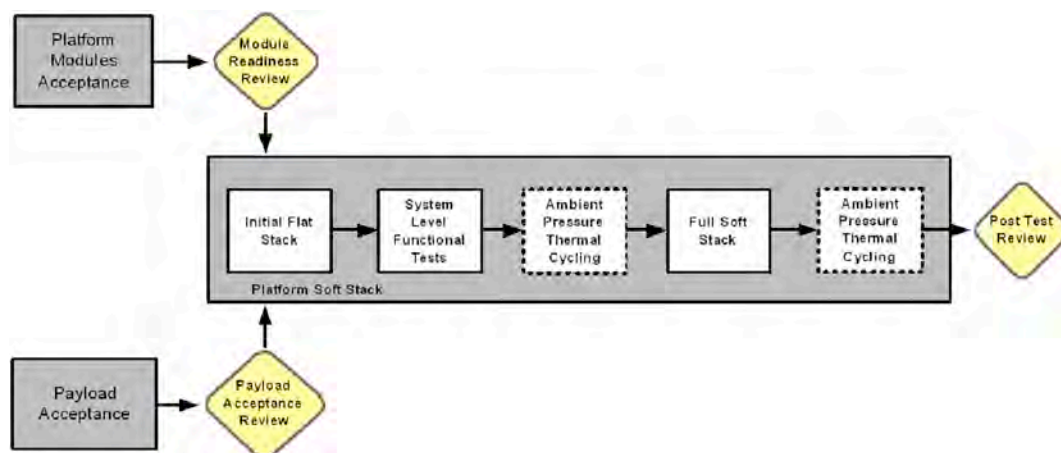 Platform
Modules
Acceptance
Module
Readiness
Review
Initial Flat
Stack
System
Level
Functional
Tests
Ambient
Pressure
Thermal
Cycling
Full Soft
Stack
Ambient
Pressure
Thermal
Cycling
Post Test
Review
Platform Soft Stack
Payload
Acceptance
Payload
Acceptance
Review